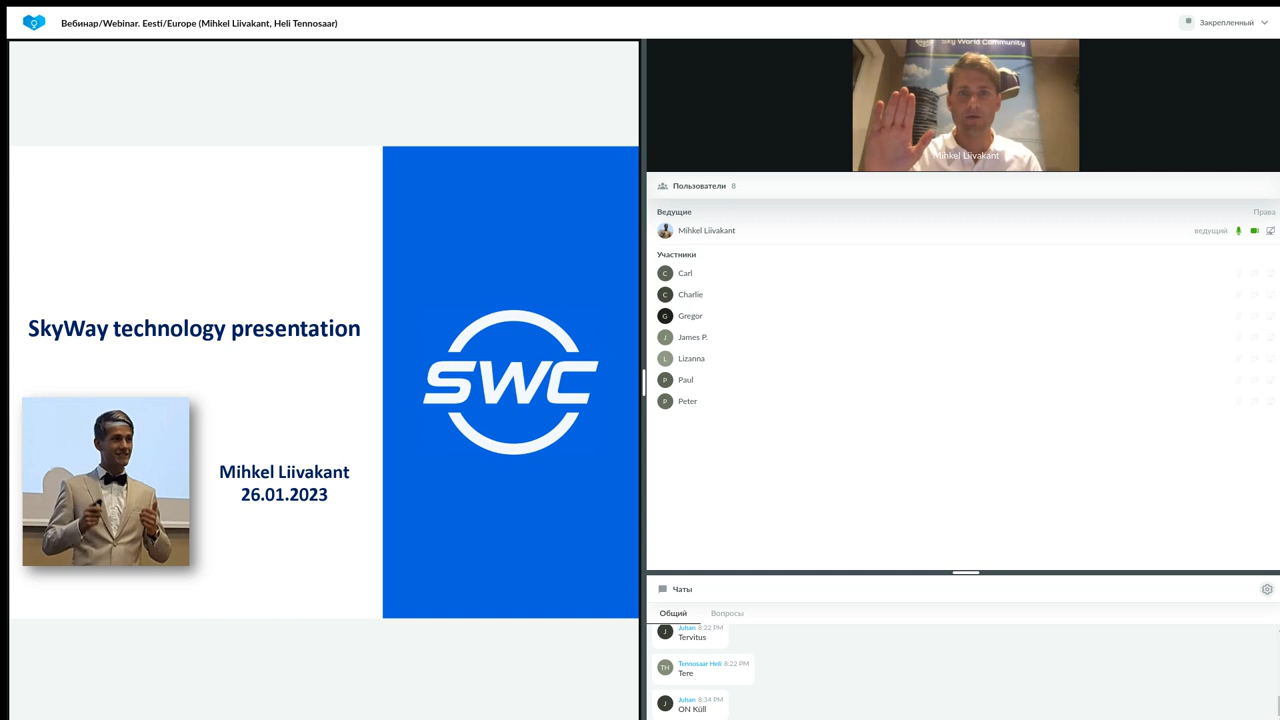 Вебинар/Webinar. Eesti/Europe (Mihkel Liivakant, Heli Tennosaar)
Закрепленный
SkyWay technology presentation
Mihkel Liivakant
26.01.2023
SWC
Sky World Community
Mihkel Liivakant
Пользователи 8
Ведущие Права
Mihkel Liivakant ведущий
Участники
C Carl
C Charlie
G Gregor
J James P.
L Lizanna
P Paul
P Peter
Чаты
Общий Вопросы
J Juhan 8:22 PM
Tervitus
TH Tennosaar Heli 8:22 PM
Tere
J Juhan 8:34 PM
ON Küll